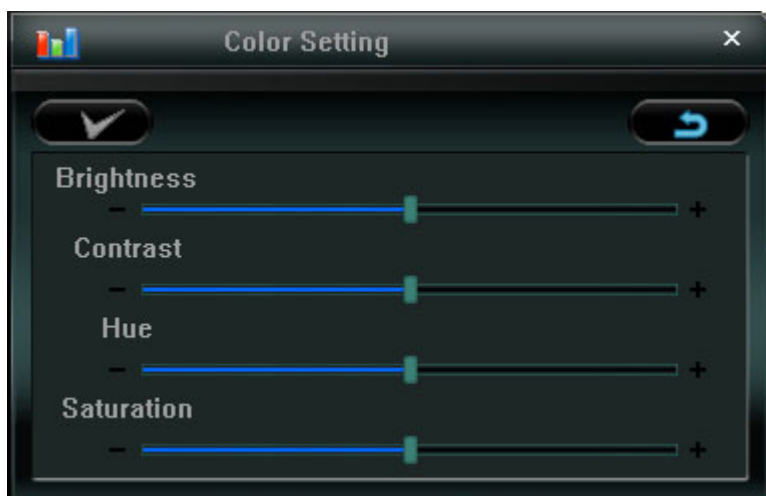 Color Setting ×
Brightness
- +
Contrast
- +
Hue
- +
Saturation
- +